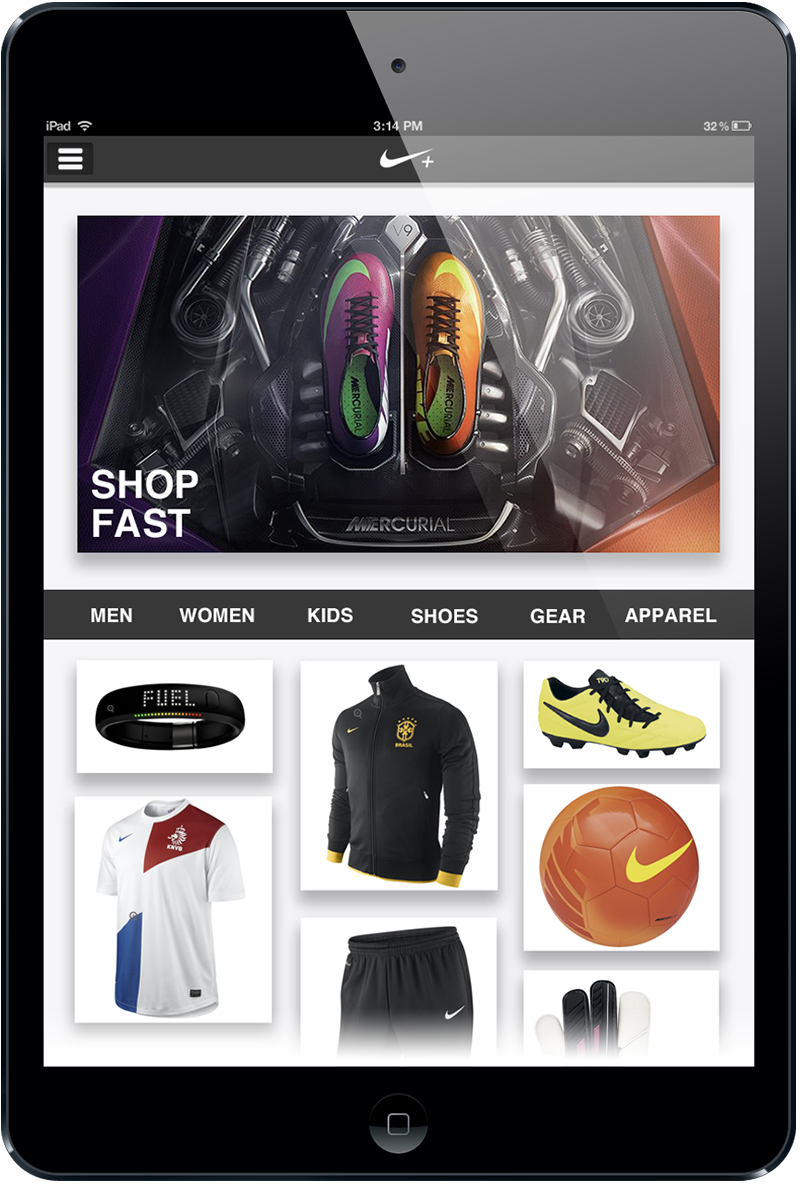 iPad
3:14 PM
32 %
+
V9
MERCURIAL
MERCURIAL
MERCURIAL
SHOP
FAST
MEN
WOMEN
KIDS
SHOES
GEAR
APPAREL
FUEL
BRASIL
T90
KNVB